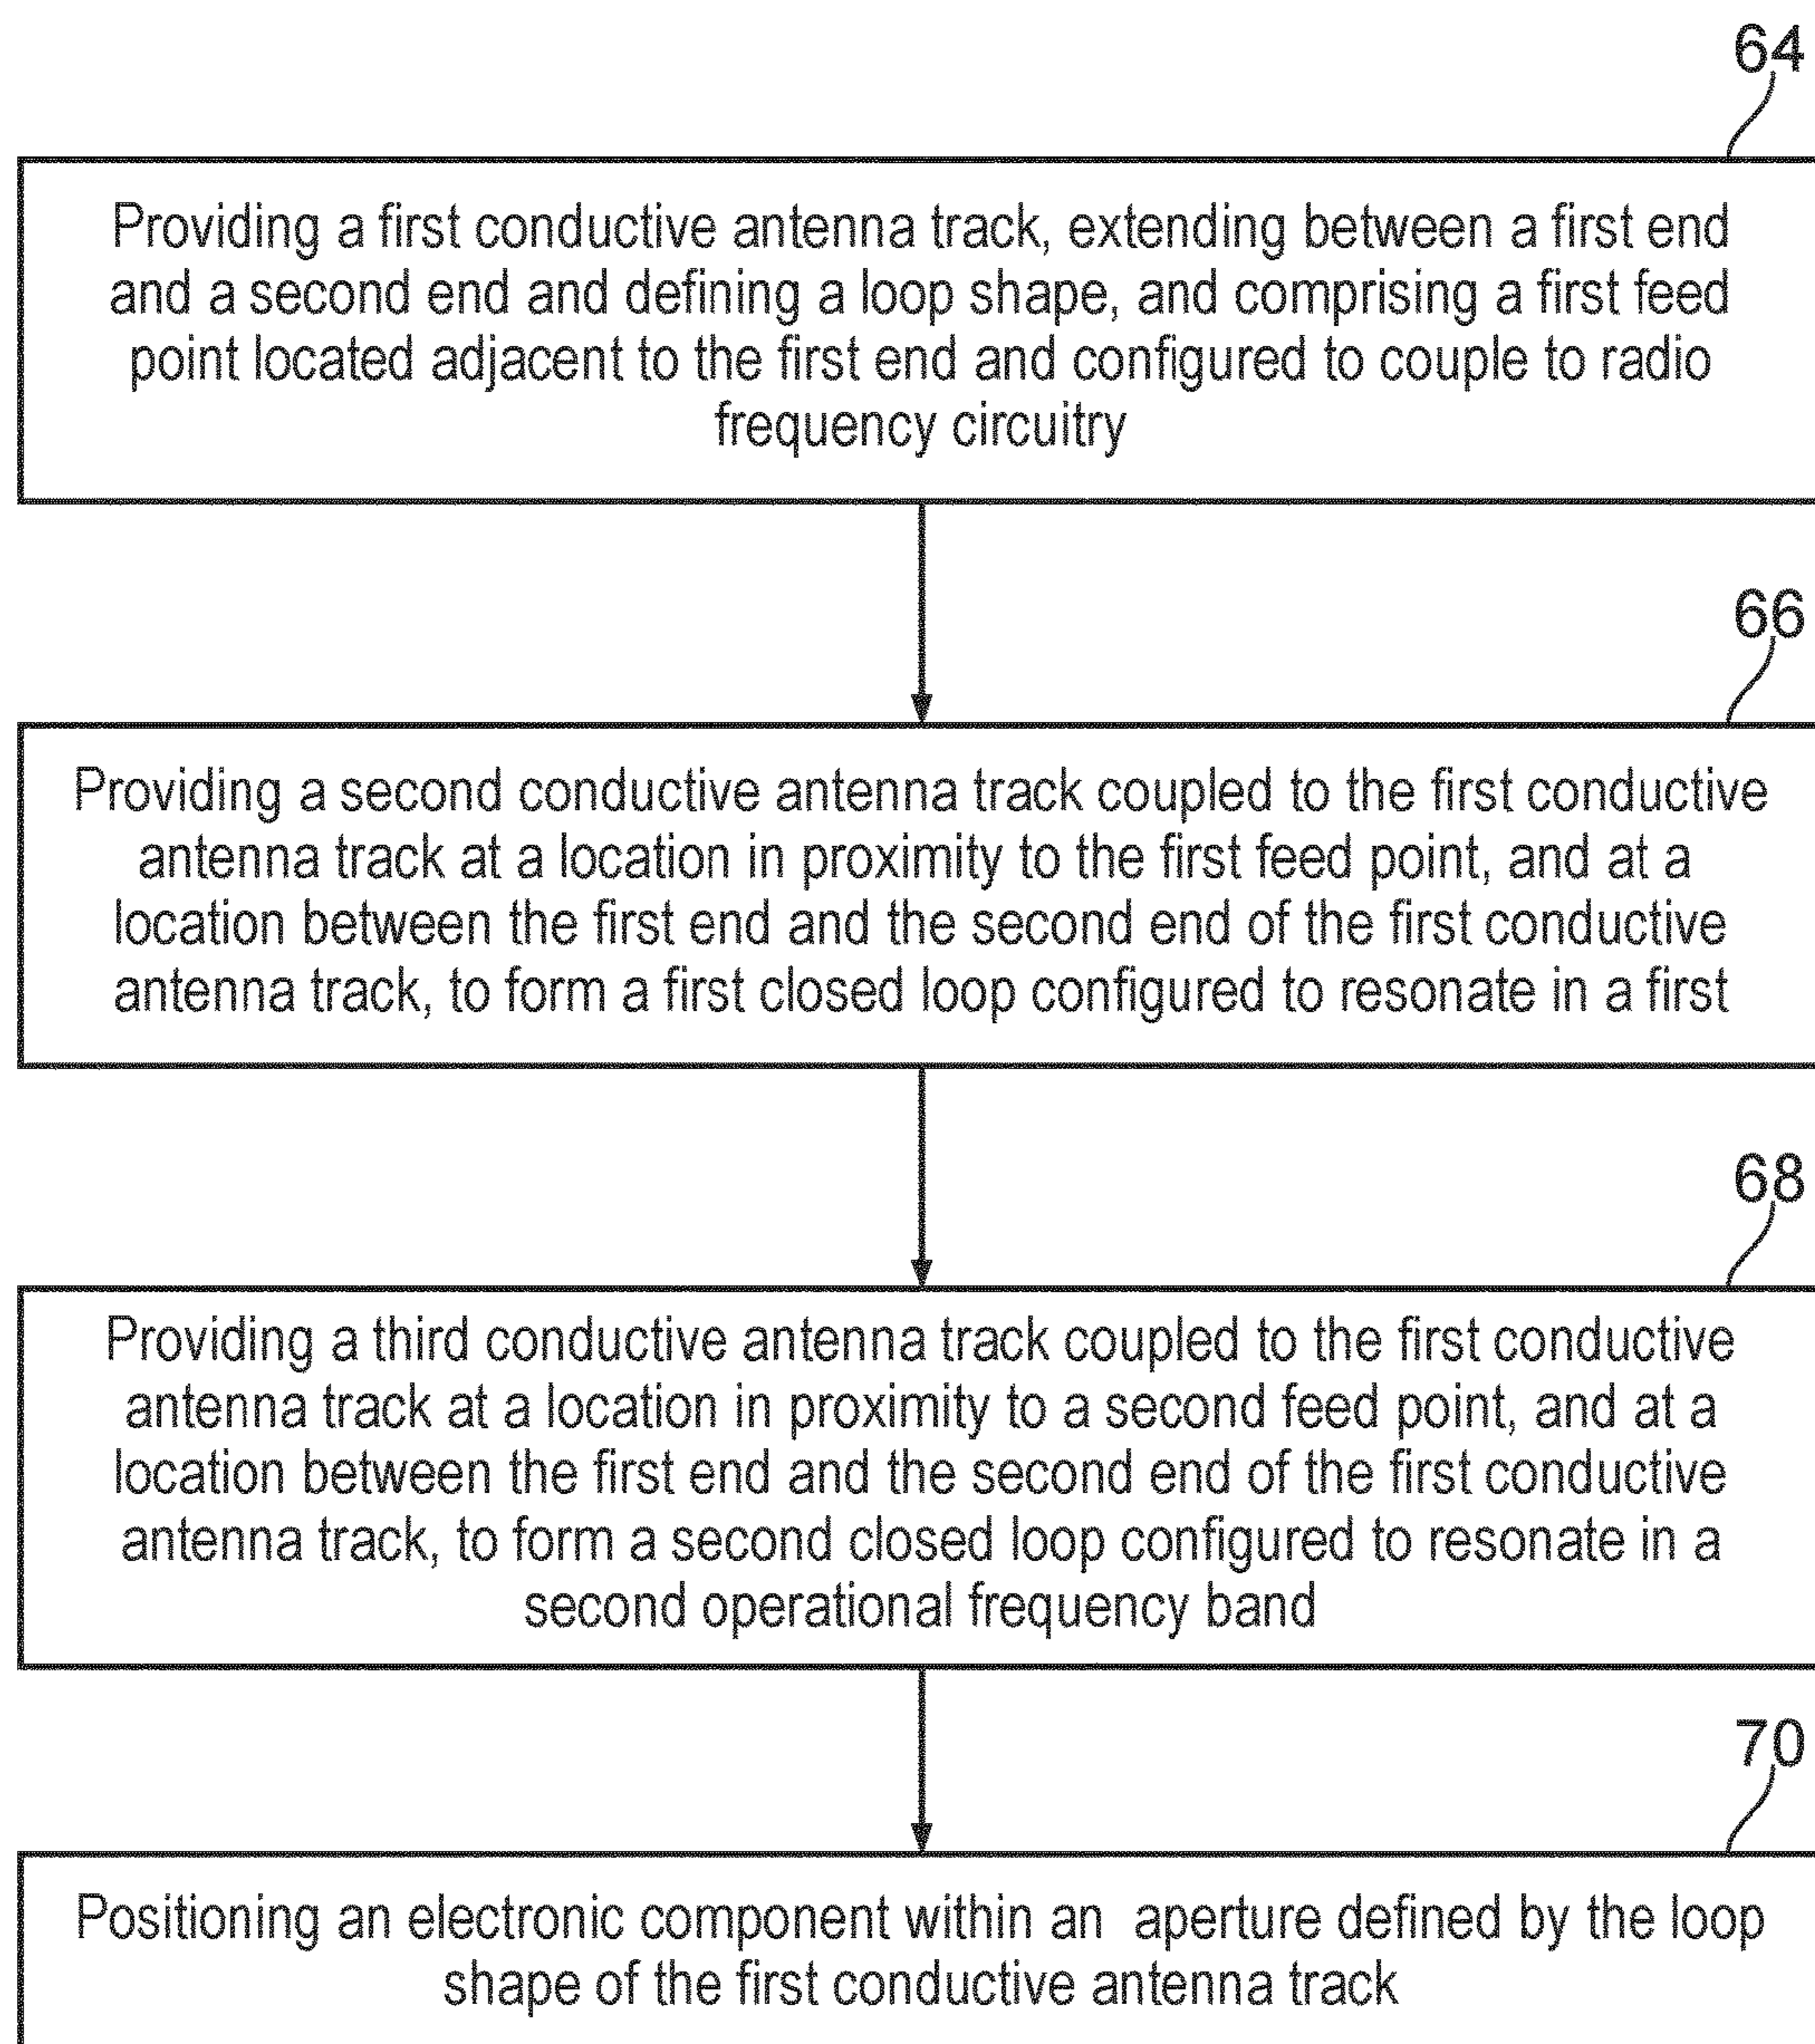 64
Providing a first conductive antenna track, extending between a first end
and a second end and defining a loop shape, and comprising a first feed
point located adjacent to the first end and configured to couple to radio
frequency circuitry
66
Providing a second conductive antenna track coupled to the first conductive
antenna track at a location in proximity to the first feed point, and at a
location between the first end and the second end of the first conductive
antenna track, to form a first closed loop configured to resonate in a first
68
Providing a third conductive antenna track coupled to the first conductive
antenna track at a location in proximity to a second feed point, and at a
location between the first end and the second end of the first conductive
antenna track, to form a second closed loop configured to resonate in a
second operational frequency band
70
Positioning an electronic component within an aperture defined by the loop
shape of the first conductive antenna track